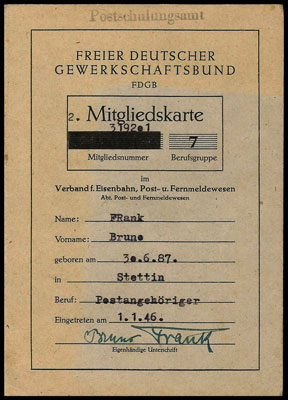 Postschulungsamt
FREIER DEUTSCHER
GEWERKSCHAFTSBUND
FDGB
2. Mitgliedskarte
3192o1
7
Mitgliedsnummer Berufsgruppe
im
Verband f. Eisenbahn, Post- u. Fernmeldewesen
Abt. Post- und Fernmeldewesen
Name: FRank
Vorname: Bruno
geboren am 3o.6.87.
in Stettin
Beruf: Postangehöriger
Eingetreten am 1.1.46.
Bruno Frank
Eigenhändige Unterschrift